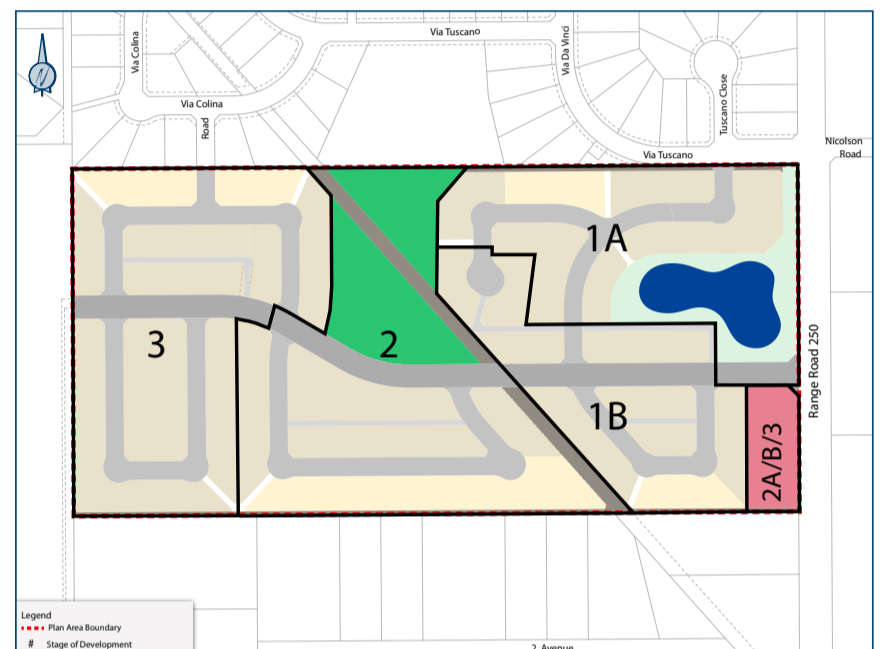 Via Colina
Via Tuscano
Via Da Vinci
Via Colina
Road
Tuscano Close
Via Tuscano
Nicolson
Road
1A
3
2
1B
2A/B/3
Range Road 250
Legend
Plan Area Boundary
# Stage of Development
2 Avenue